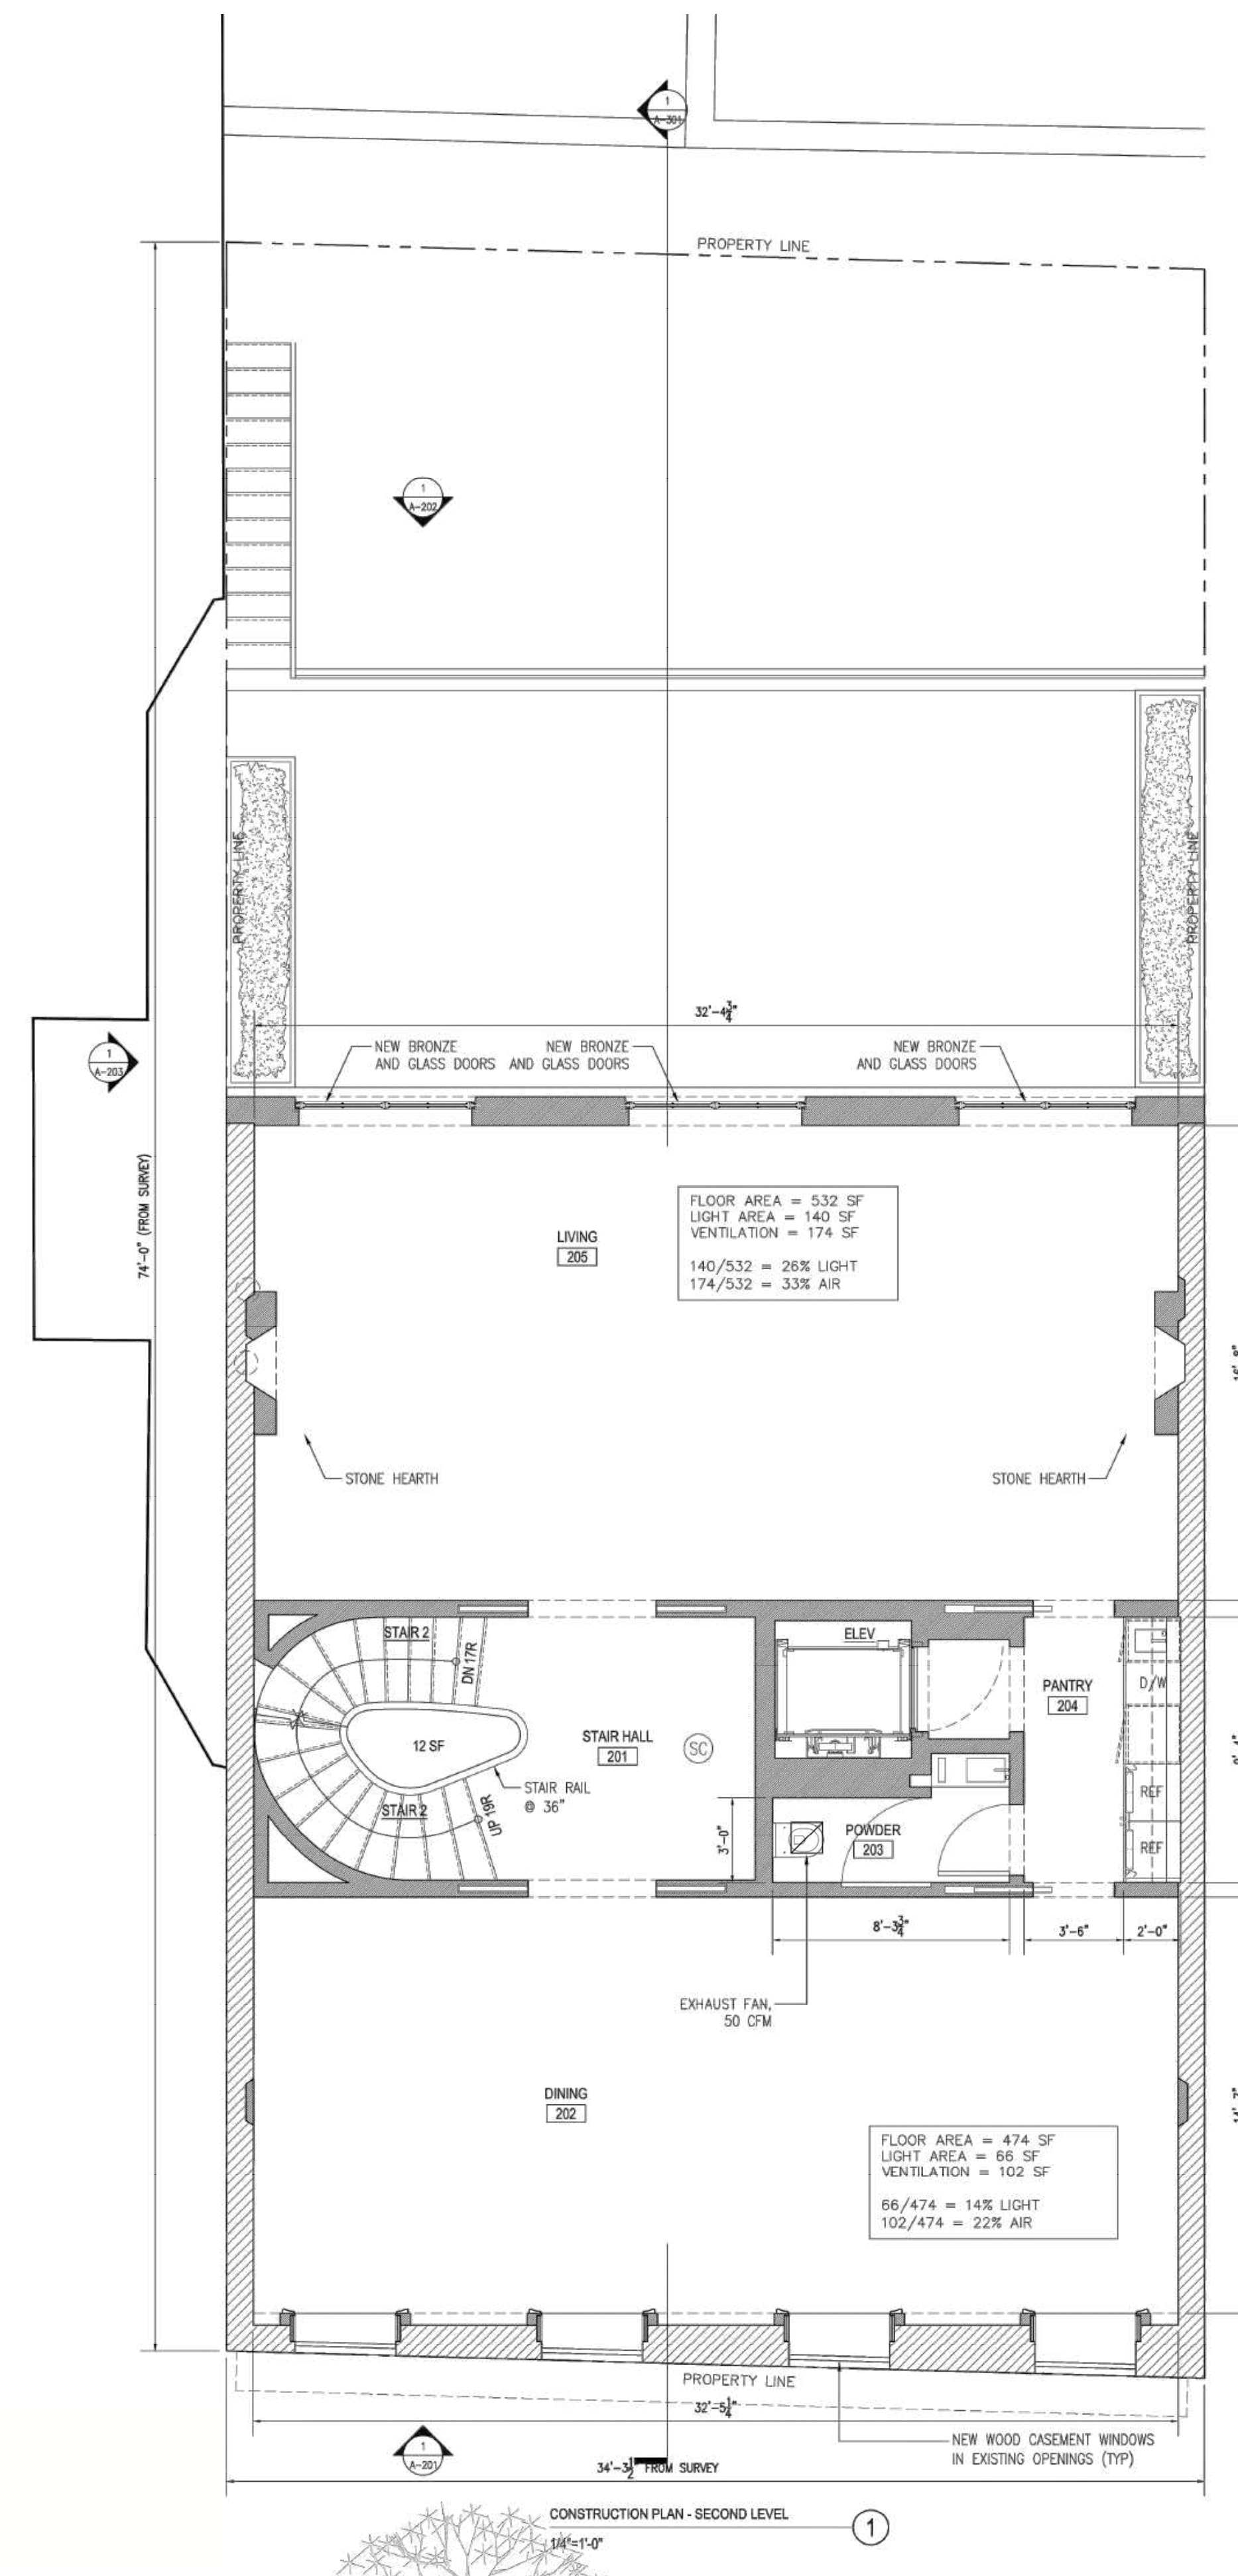 1
A-301
PROPERTY LINE
1
A-202
PROPERTY LINE
PROPERTY LINE
32'-4¾"
1
A-203
NEW BRONZE
AND GLASS DOORS
NEW BRONZE
AND GLASS DOORS
NEW BRONZE
AND GLASS DOORS
74'-0" (FROM SURVEY)
FLOOR AREA = 532 SF
LIGHT AREA = 140 SF
VENTILATION = 174 SF
140/532 = 26% LIGHT
174/532 = 33% AIR
LIVING
205
STONE HEARTH
STONE HEARTH
STAIR 2
DN 17R
ELEV
D/W
PANTRY
204
12 SF
STAIR HALL
201
SC
STAIR RAIL
@ 36"
REF
STAIR 2
UP 19R
3'-0"
POWDER
203
REF
8'-3¾"
3'-6"
2'-0"
EXHAUST FAN,
50 CFM
DINING
202
FLOOR AREA = 474 SF
LIGHT AREA = 66 SF
VENTILATION = 102 SF
66/474 = 14% LIGHT
102/474 = 22% AIR
PROPERTY LINE
32'-5¼"
1
A-201
NEW WOOD CASEMENT WINDOWS
IN EXISTING OPENINGS (TYP)
34'-3½" FROM SURVEY
CONSTRUCTION PLAN - SECOND LEVEL
1
1/4"=1'-0"